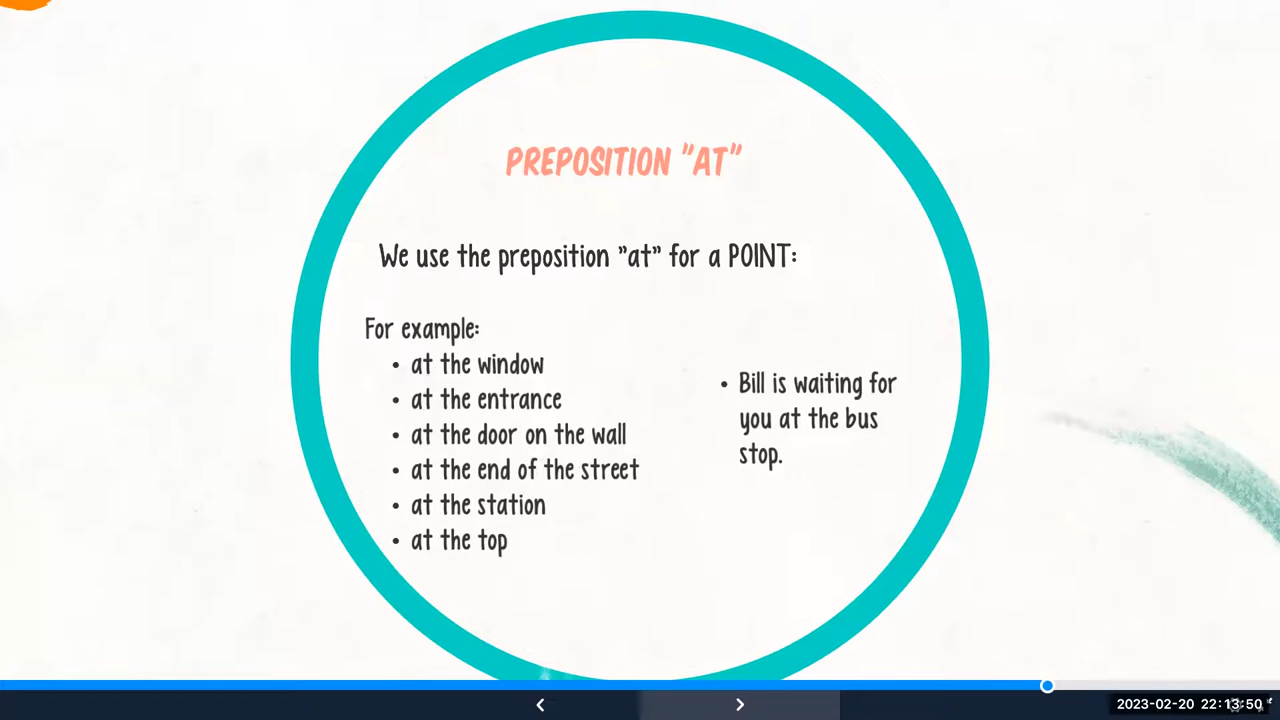 PREPOSITION "AT"
We use the preposition "at" for a POINT:
For example:
• at the window
• at the entrance
• at the door on the wall
• at the end of the street
• at the station
• at the top
• Bill is waiting for
you at the bus
stop.
2023-02-20 22:13:50